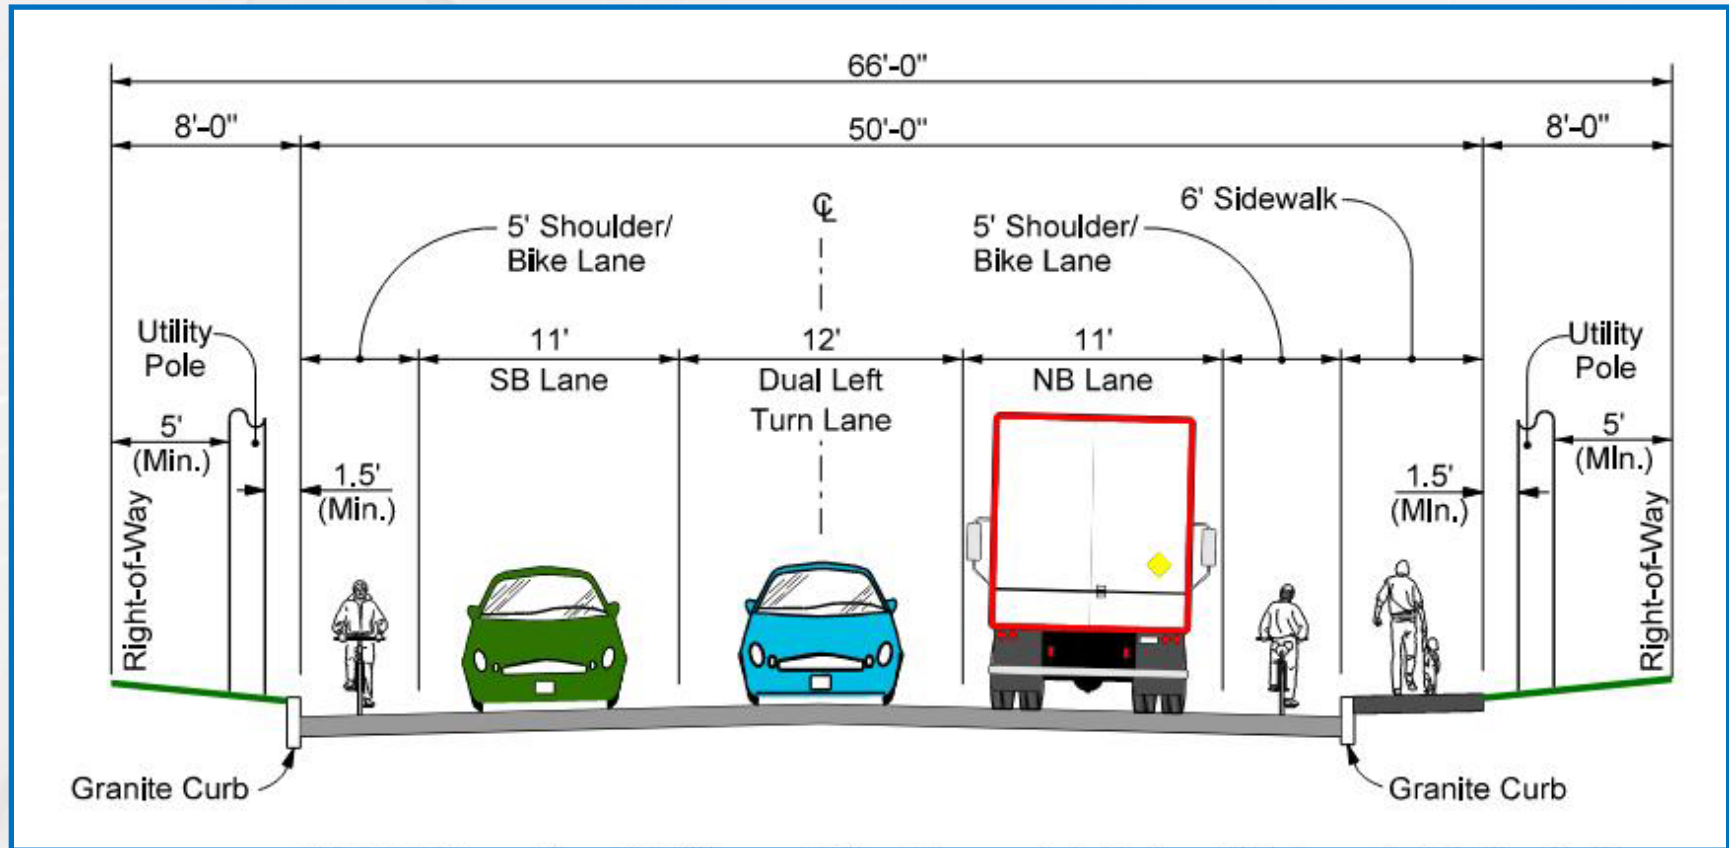 66'-0"
8'-0"
50'-0"
8'-0"
6' Sidewalk
℄
5' Shoulder/
Bike Lane
5' Shoulder/
Bike Lane
Utility
Pole
11'
SB Lane
12'
Dual Left
Turn Lane
11'
NB Lane
Utility
Pole
5'
(Min.)
1.5'
(Min.)
1.5'
(MIn.)
5'
(MIn.)
Right-of-Way
Right-of-Way
Granite Curb
Granite Curb